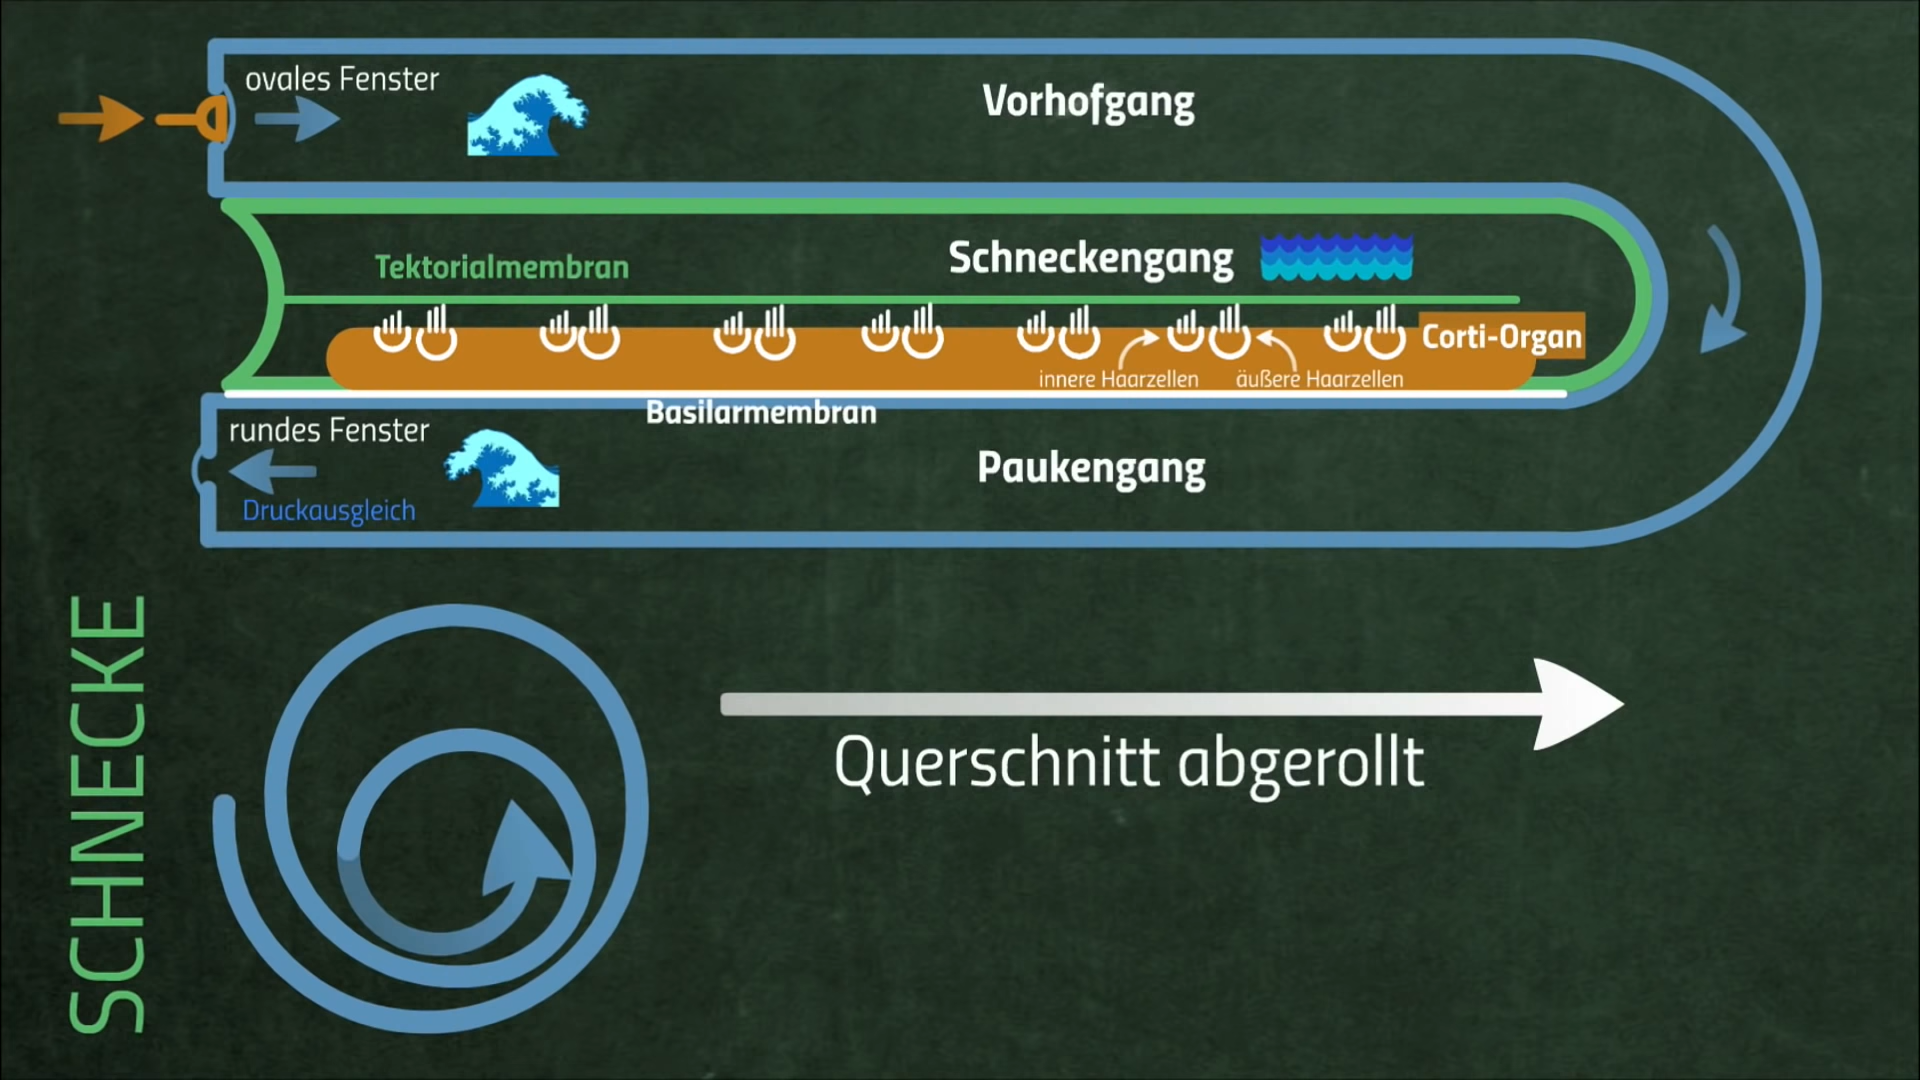 ovales Fenster
Vorhofgang
Schneckengang
Tektorialmembran
Corti-Organ
innere Haarzellen
äußere Haarzellen
Basilarmembran
rundes Fenster
Paukengang
Druckausgleich
SCHNECKE
Querschnitt abgerollt